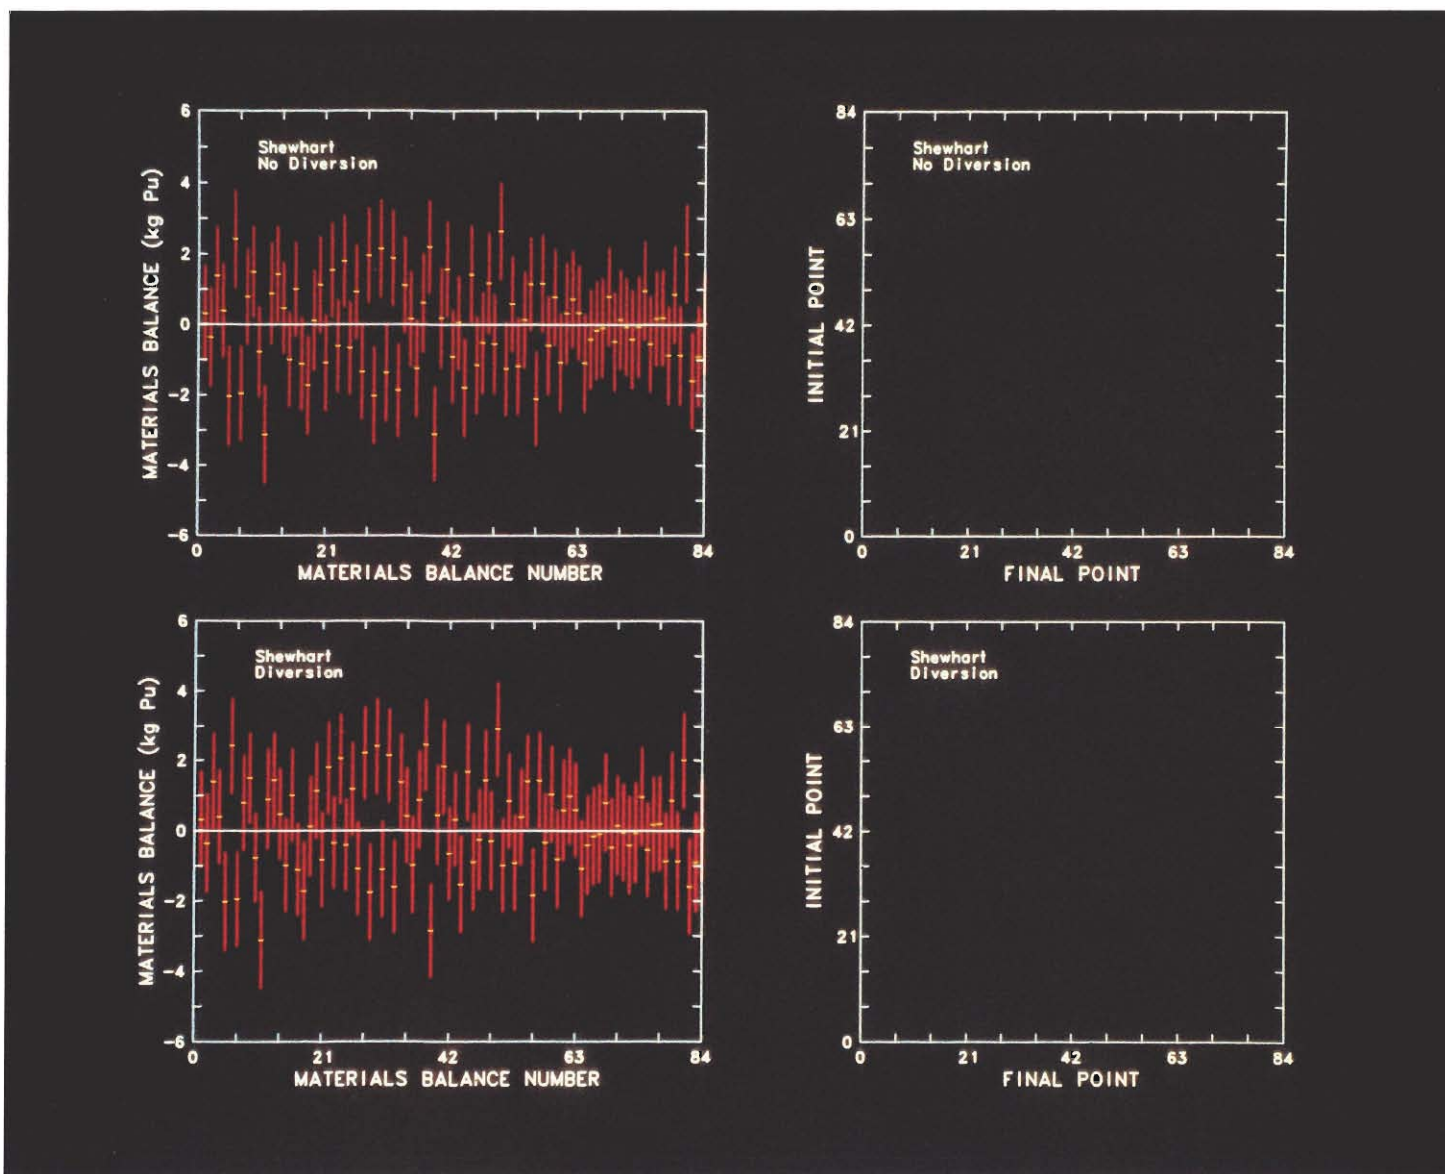 6
4
2
0
-2
-4
-6
MATERIALS BALANCE (kg Pu)
Shewhart
No Diversion
0 21 42 63 84
MATERIALS BALANCE NUMBER
84
63
42
21
0
INITIAL POINT
Shewhart
No Diversion
0 21 42 63 84
FINAL POINT
6
4
2
0
-2
-4
-6
MATERIALS BALANCE (kg Pu)
Shewhart
Diversion
0 21 42 63 84
MATERIALS BALANCE NUMBER
84
63
42
21
0
INITIAL POINT
Shewhart
Diversion
0 21 42 63 84
FINAL POINT